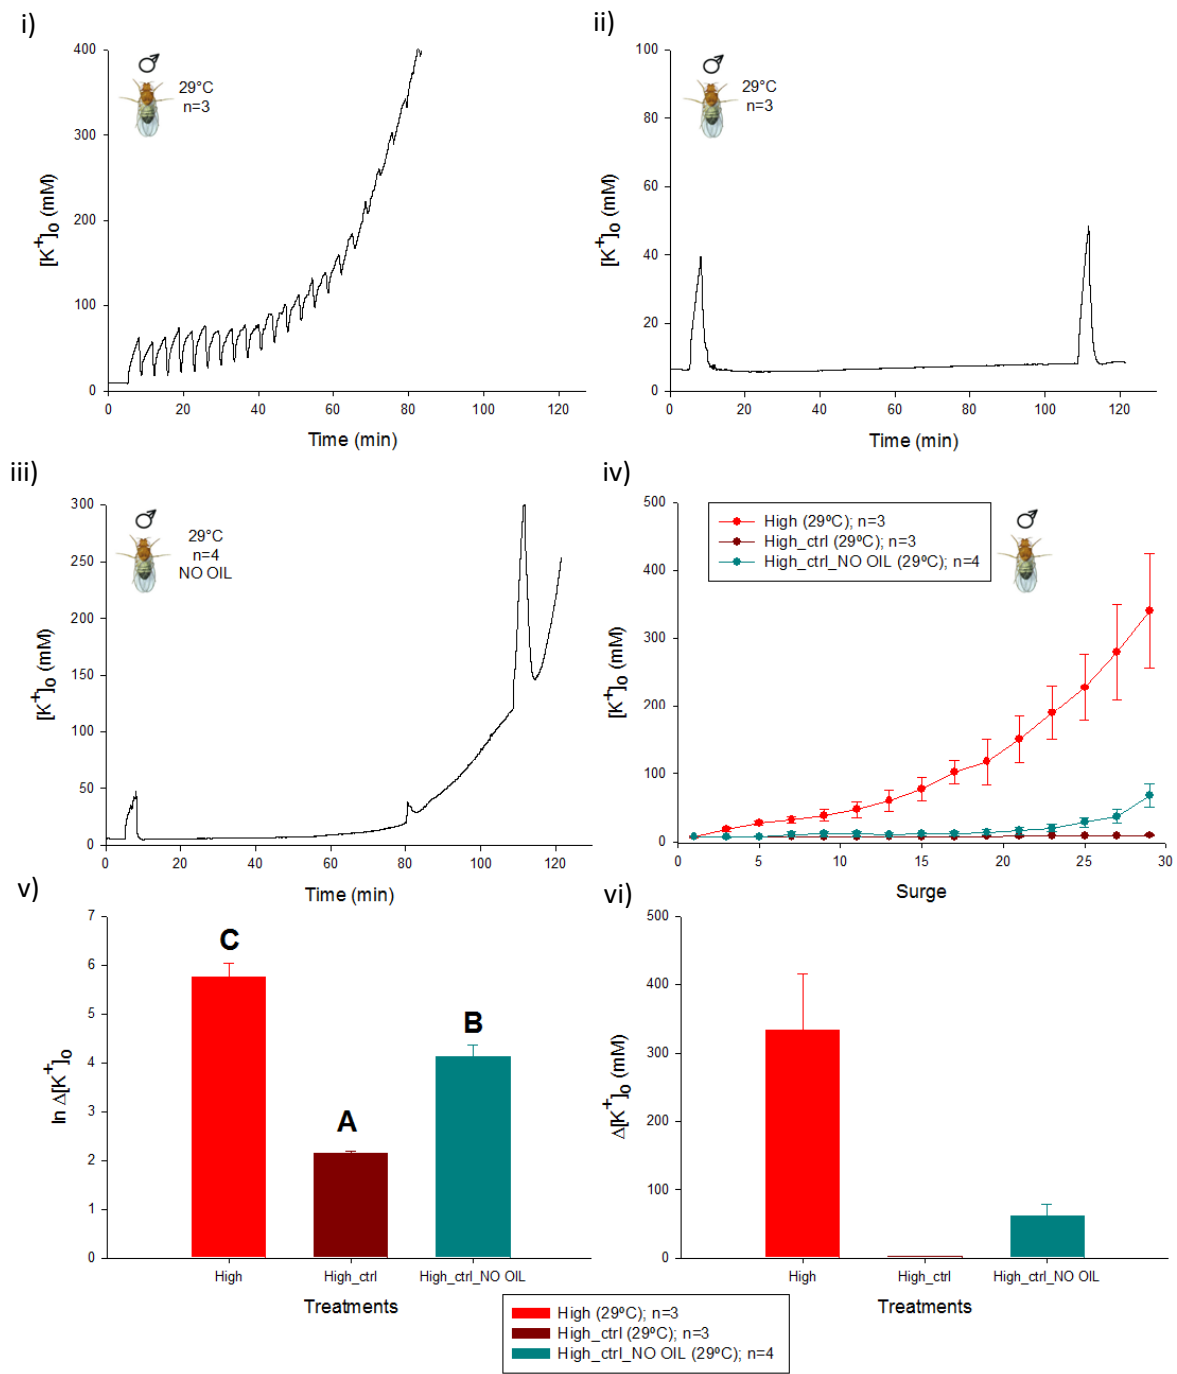 i)
400
300
200
100
0
[K+]o (mM)
♂
29°C
n=3
0 20 40 60 80 100 120
Time (min)
ii)
100
80
60
40
20
0
[K+]o (mM)
♂
29°C
n=3
0 20 40 60 80 100 120
Time (min)
iii)
300
250
200
150
100
50
0
[K+]o (mM)
♂
29°C
n=4
NO OIL
0 20 40 60 80 100 120
Time (min)
iv)
500
400
300
200
100
0
[K+]o (mM)
High (29ºC); n=3
High_ctrl (29ºC); n=3
High_ctrl_NO OIL (29ºC); n=4
♂
0 5 10 15 20 25 30
Surge
v)
7
6
5
4
3
2
1
0
ln Δ[K+]o
C
A
B
High High_ctrl High_ctrl_NO OIL
Treatments
vi)
500
400
300
200
100
0
Δ[K+]o (mM)
High High_ctrl High_ctrl_NO OIL
Treatments
High (29ºC); n=3
High_ctrl (29ºC); n=3
High_ctrl_NO OIL (29ºC); n=4